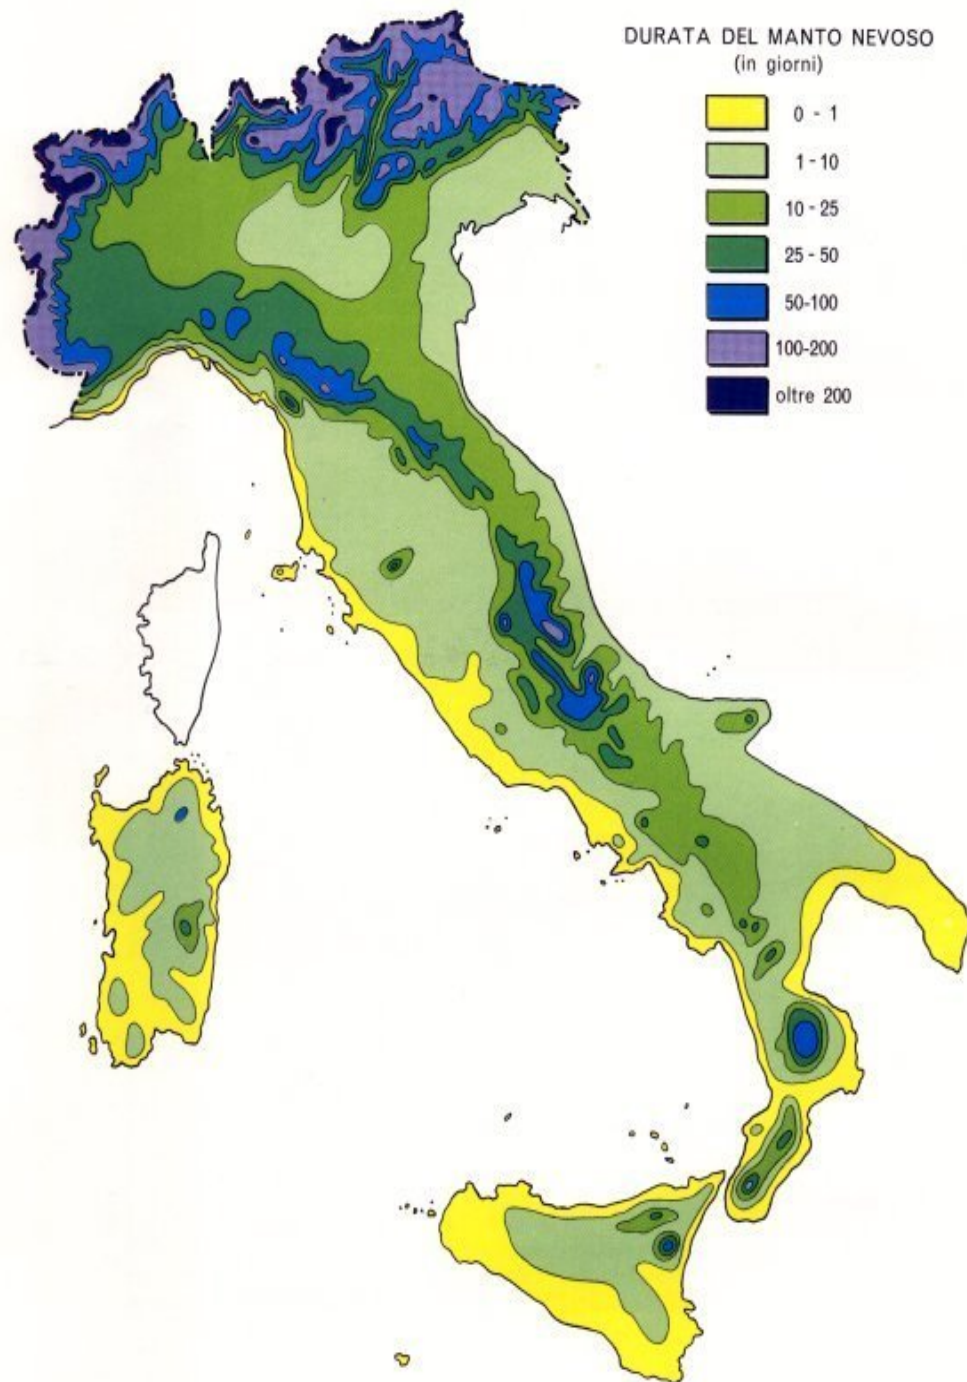 DURATA DEL MANTO NEVOSO
(in giorni)
0 - 1
1 - 10
10 - 25
25 - 50
50-100
100-200
oltre 200